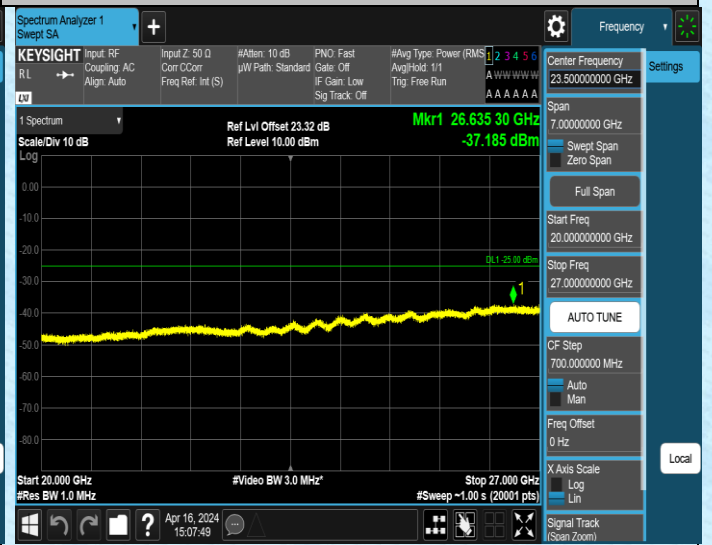 Spectrum Analyzer 1
Swept SA
Frequency
KEYSIGHT
RL
LXI
Input: RF
Coupling: AC
Align: Auto
Input Z: 50 Ω
Corr CCorr
Freq Ref: Int (S)
#Atten: 10 dB
µW Path: Standard
PNO: Fast
Gate: Off
IF Gain: Low
Sig Track: Off
#Avg Type: Power (RMS
Avg|Hold: 1/1
Trig: Free Run
1 2 3 4 5 6
A W W W W W
A A A A A A
Settings
1 Spectrum
Scale/Div 10 dB
Log
Ref Lvl Offset 23.32 dB
Ref Level 10.00 dBm
Mkr1 26.635 30 GHz
-37.185 dBm
0.00
-10.0
-20.0
-30.0
-40.0
-50.0
-60.0
-70.0
-80.0
DL1 -25.00 dBm
1
Start 20.000 GHz
#Res BW 1.0 MHz
#Video BW 3.0 MHz*
Stop 27.000 GHz
#Sweep ~1.00 s (20001 pts)
Center Frequency
23.500000000 GHz
Span
7.00000000 GHz
Swept Span
Zero Span
Full Span
Start Freq
20.000000000 GHz
Stop Freq
27.000000000 GHz
AUTO TUNE
CF Step
700.000000 MHz
Auto
Man
Freq Offset
0 Hz
X Axis Scale
Log
Lin
Signal Track
(Span Zoom)
Local
?
Apr 16, 2024
15:07:49